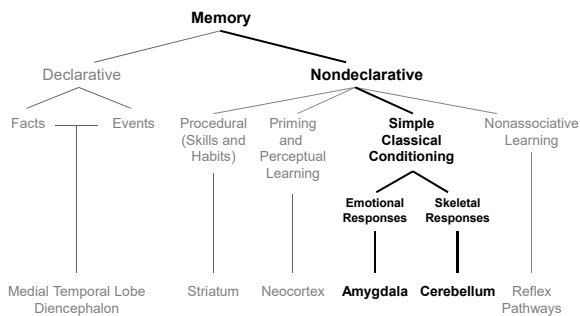 Memory
Declarative
Nondeclarative
Facts
Events
Procedural
(Skills and
Habits)
Priming
and
Perceptual
Learning
Simple
Classical
Conditioning
Nonassociative
Learning
Emotional
Responses
Skeletal
Responses
Medial Temporal Lobe
Diencephalon
Striatum
Neocortex
Amygdala
Cerebellum
Reflex
Pathways